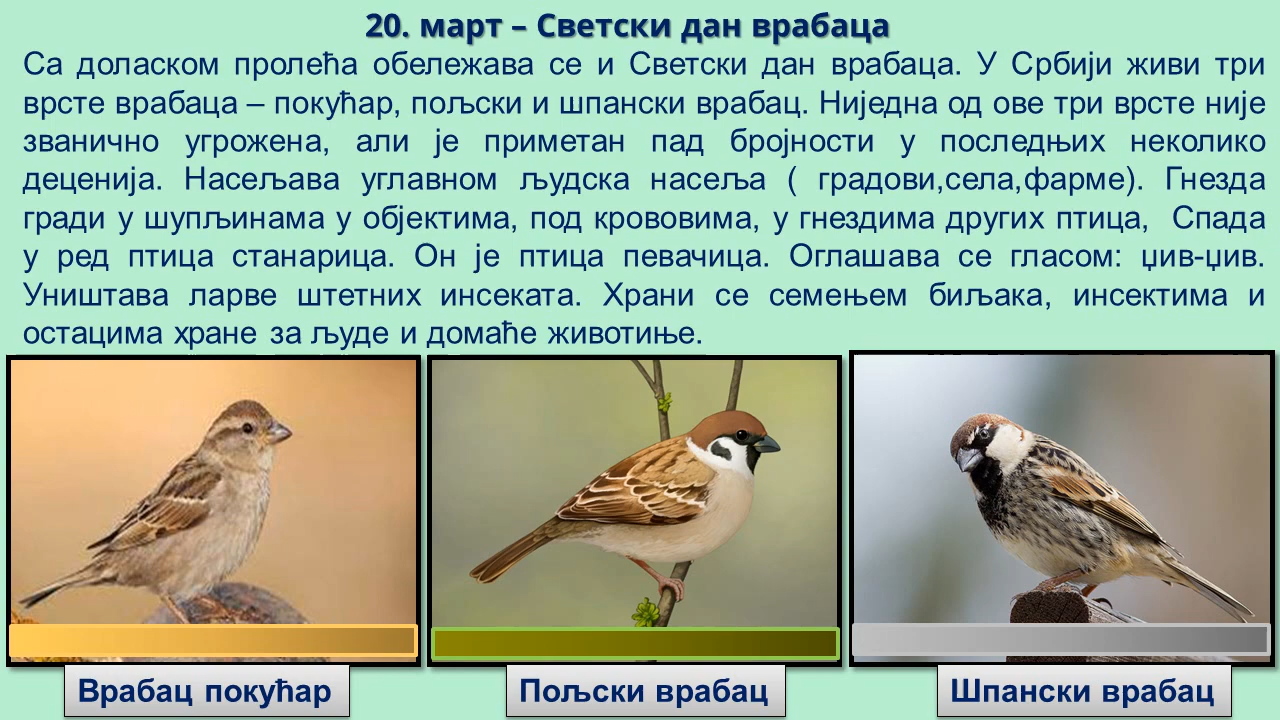 20. март – Светски дан врабаца
Са доласком пролећа обележава се и Светски дан врабаца. У Србији живи три
врсте врабаца – покућар, пољски и шпански врабац. Ниједна од ове три врсте није
званично угрожена, али је приметан пад бројности у последњих неколико
деценија. Насељава углавном људска насеља ( градови,села,фарме). Гнезда
гради у шупљинама у објектима, под крововима, у гнездима других птица,  Спада
у ред птица станарица. Он је птица певачица. Оглашава се гласом: џив-џив.
Уништава ларве штетних инсеката. Храни се семењем биљака, инсектима и
остацима хране за људе и домаће животиње.
Врабац покућар
Пољски врабац
Шпански врабац